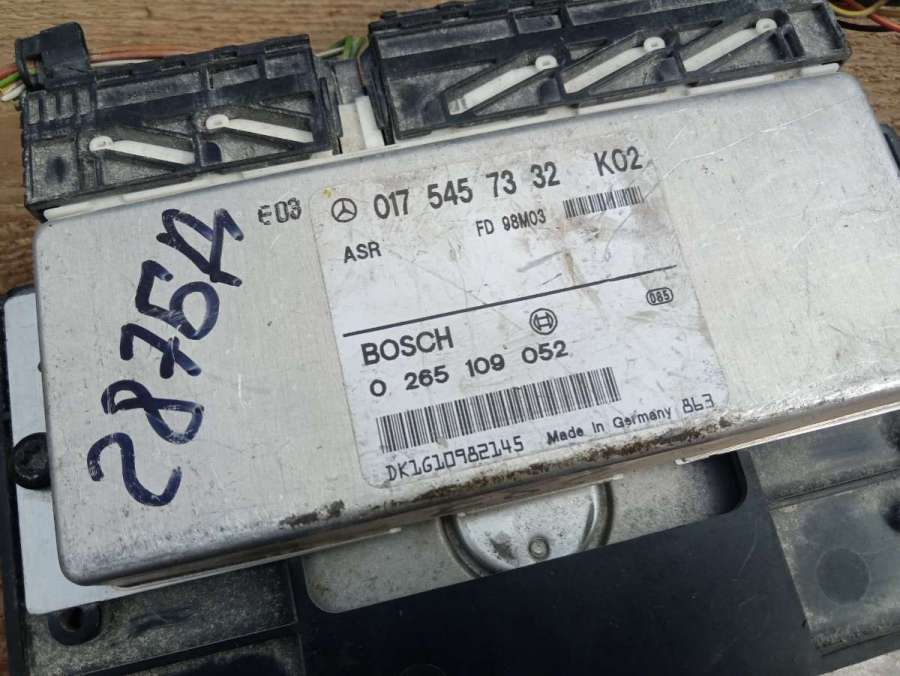 E03
017 545 73 32 K02
ASR
FD 98M03
085
BOSCH
0 265 109 052
DK1G10982145 Made in Germany 863